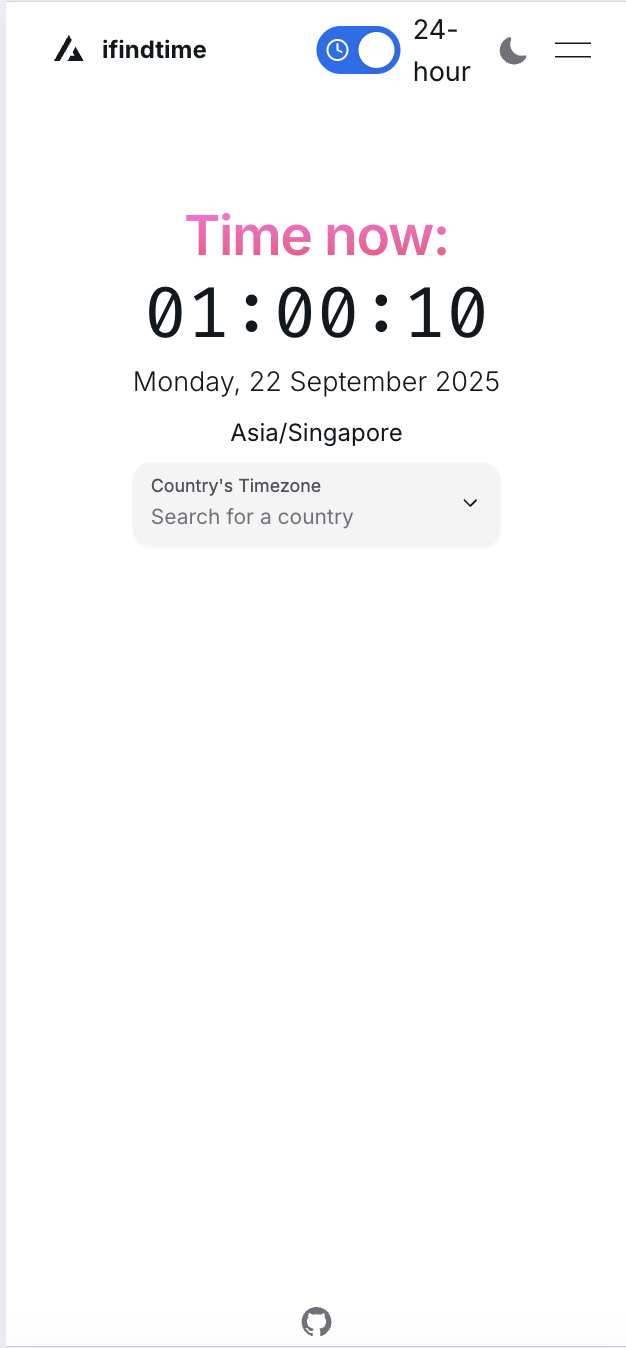 ifindtime
24-
hour
Time now:
01:00:10
Monday, 22 September 2025
Asia/Singapore
Country's Timezone
Search for a country